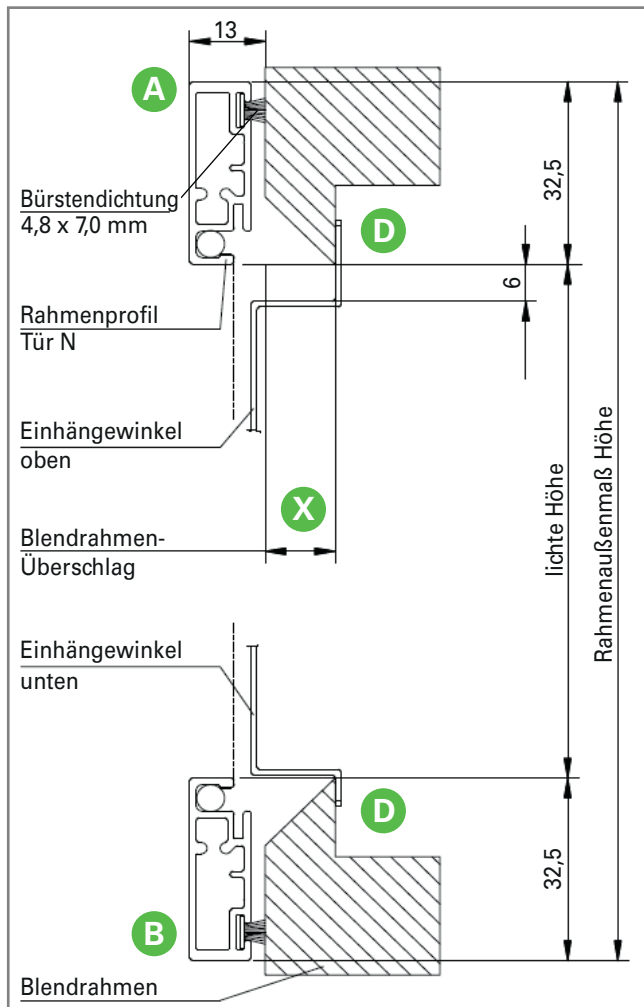 13
A
Bürstendichtung
4,8 x 7,0 mm
32,5
D
6
Rahmenprofil
Tür N
Einhängewinkel
oben
X
Blendrahmen-
Überschlag
lichte Höhe
Rahmenaußenmaß Höhe
Einhängewinkel
unten
D
32,5
B
Blendrahmen